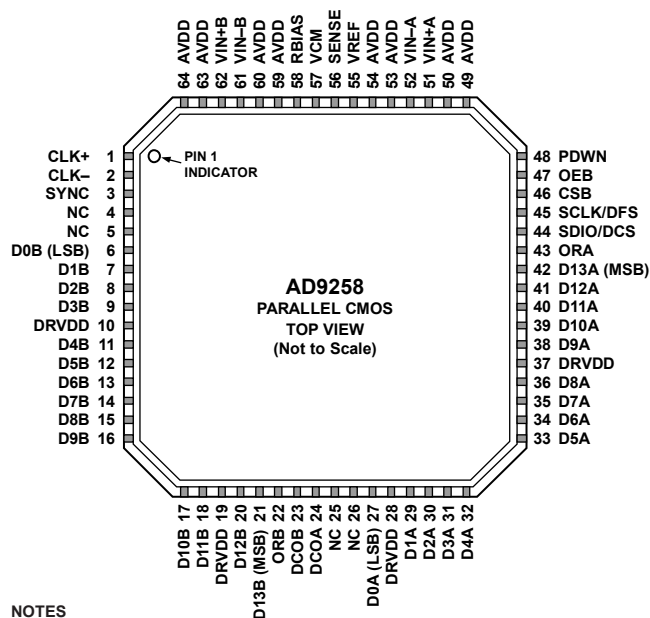 64 AVDD
63 AVDD
62 VIN+B
61 VIN–B
60 AVDD
59 AVDD
58 RBIAS
57 VCM
56 SENSE
55 VREF
54 AVDD
53 AVDD
52 VIN–A
51 VIN+A
50 AVDD
49 AVDD
CLK+ 1
CLK– 2
SYNC 3
NC 4
NC 5
D0B (LSB) 6
D1B 7
D2B 8
D3B 9
DRVDD 10
D4B 11
D5B 12
D6B 13
D7B 14
D8B 15
D9B 16
PIN 1
INDICATOR
AD9258
PARALLEL CMOS
TOP VIEW
(Not to Scale)
48 PDWN
47 OEB
46 CSB
45 SCLK/DFS
44 SDIO/DCS
43 ORA
42 D13A (MSB)
41 D12A
40 D11A
39 D10A
38 D9A
37 DRVDD
36 D8A
35 D7A
34 D6A
33 D5A
D10B 17
D11B 18
DRVDD 19
D12B 20
D13B (MSB) 21
ORB 22
DCOB 23
DCOA 24
NC 25
NC 26
D0A (LSB) 27
DRVDD 28
D1A 29
D2A 30
D3A 31
D4A 32
NOTES